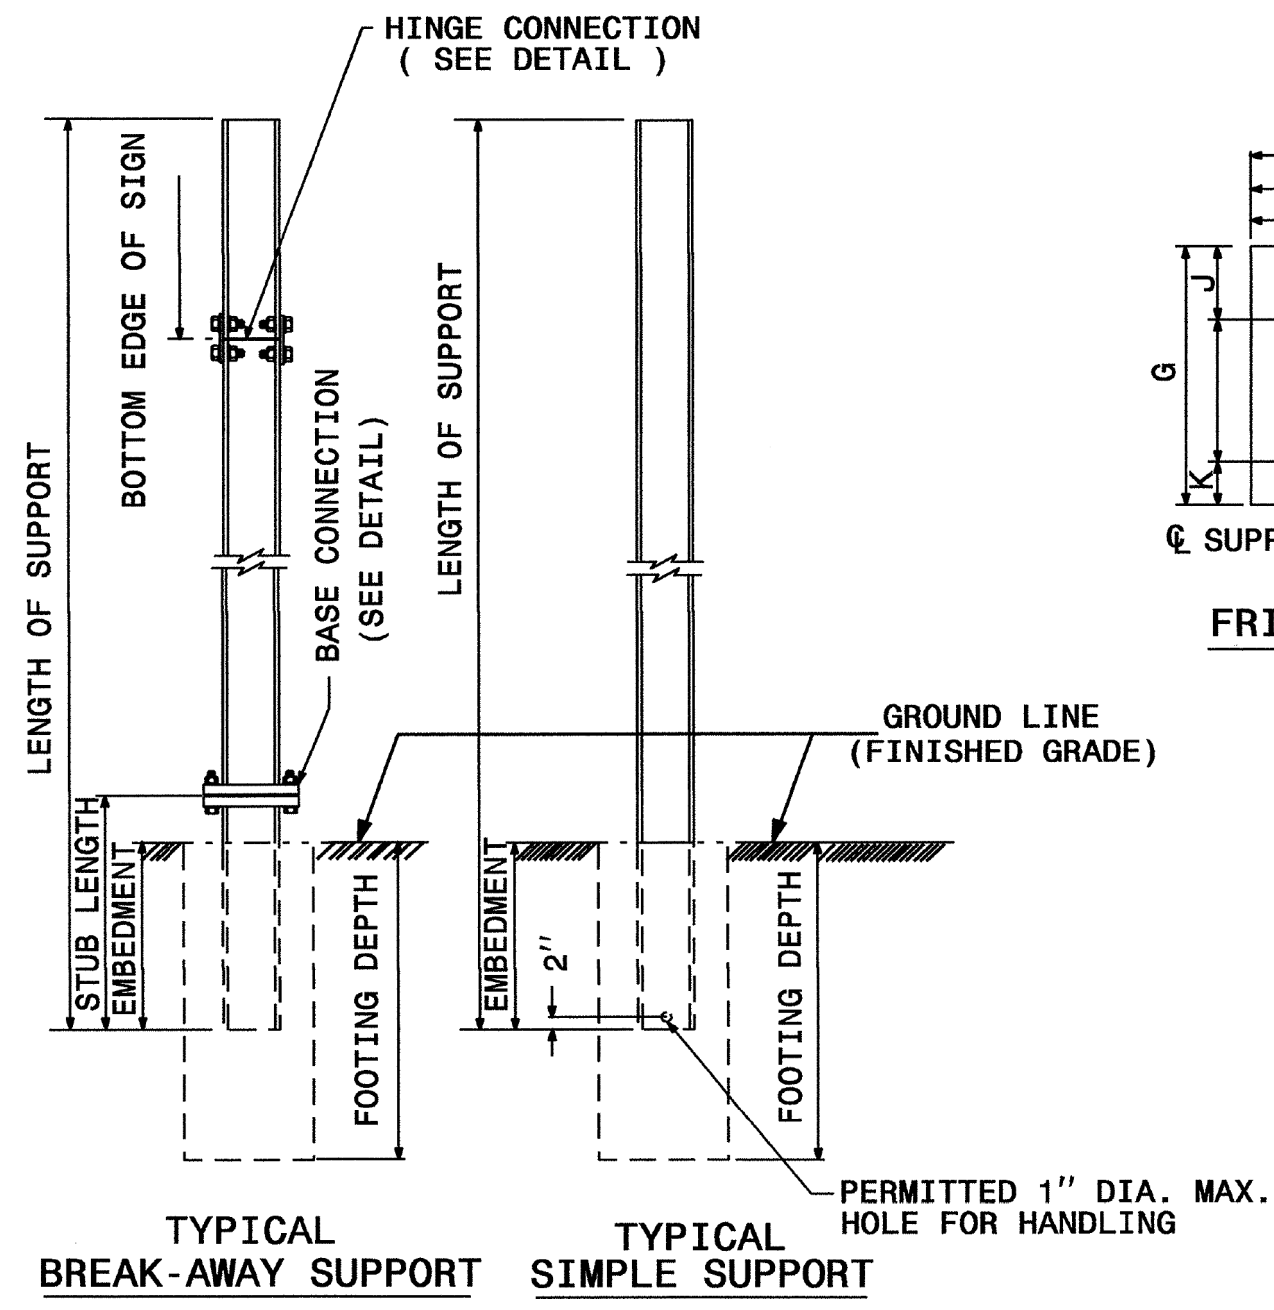 HINGE CONNECTION
( SEE DETAIL )
BOTTOM EDGE OF SIGN
LENGTH OF SUPPORT
BASE CONNECTION
(SEE DETAIL)
STUB LENGTH
EMBEDMENT
FOOTING DEPTH
TYPICAL
BREAK-AWAY SUPPORT
LENGTH OF SUPPORT
GROUND LINE
(FINISHED GRADE)
EMBEDMENT
2"
FOOTING DEPTH
PERMITTED 1" DIA. MAX.
HOLE FOR HANDLING
TYPICAL
SIMPLE SUPPORT
J
G
K
℄ SUPP
FRI